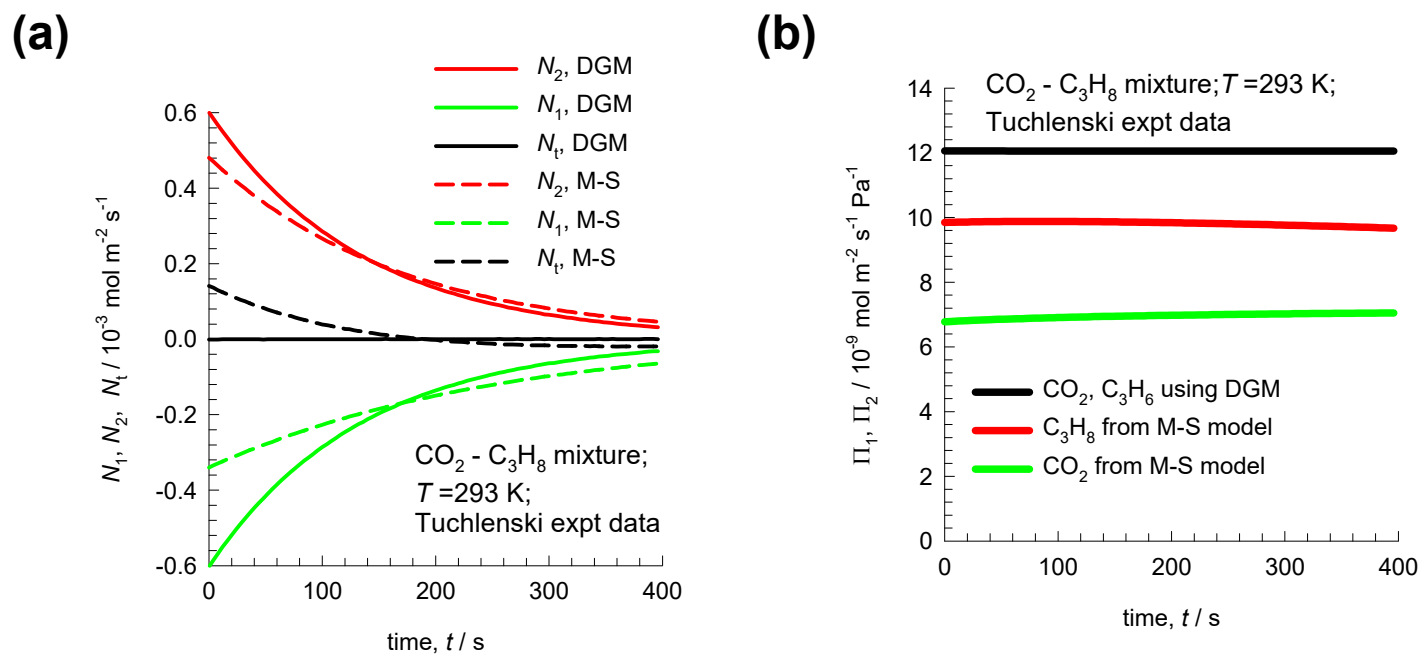 (a)
N₂, DGM
N₁, DGM
Nₜ, DGM
N₂, M-S
N₁, M-S
Nₜ, M-S
N₁, N₂, Nₜ / 10⁻³ mol m⁻² s⁻¹
0.6
0.4
0.2
0.0
-0.2
-0.4
-0.6
CO₂ - C₃H₈ mixture;
T =293 K;
Tuchlenski expt data
0 100 200 300 400
time, t / s
(b)
CO₂ - C₃H₈ mixture;T =293 K;
Tuchlenski expt data
Π₁, Π₂ / 10⁻⁹ mol m⁻² s⁻¹ Pa⁻¹
14
12
10
8
6
4
2
0
CO₂, C₃H₆ using DGM
C₃H₈ from M-S model
CO₂ from M-S model
0 100 200 300 400
time, t / s